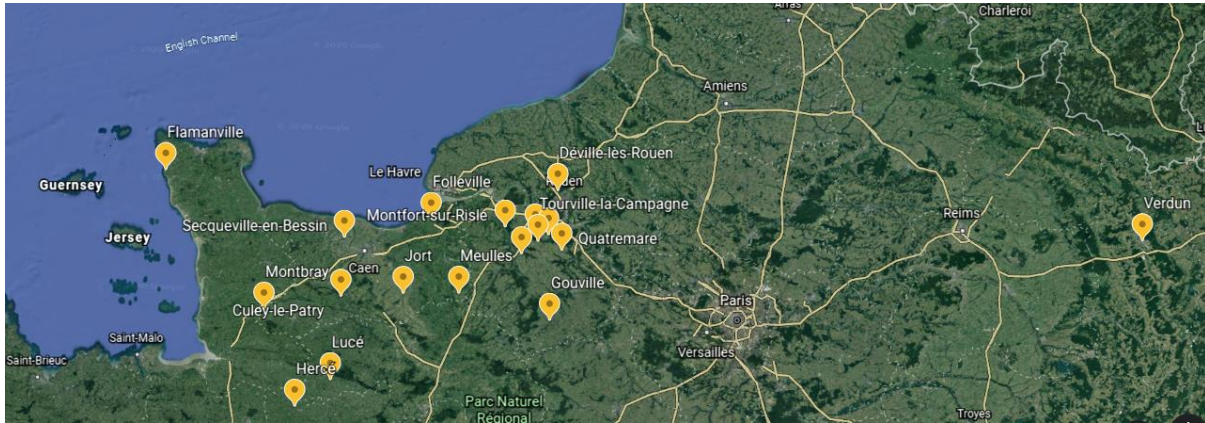 Arras
Charleroi
English Channel
Amiens
Flamanville
Le Havre
Déville-lès-Rouen
Rouen
Guernsey
Folleville
Tourville-la-Campagne
Montfort-sur-Risle
Secqueville-en-Bessin
Reims
Verdun
Jersey
Quatremare
Caen
Montbray
Jort
Meulles
Gouville
Culey-le-Patry
Paris
Saint-Malo
Lucé
Versailles
Saint-Brieuc
Hercé
Parc Naturel
Régional
Troyes